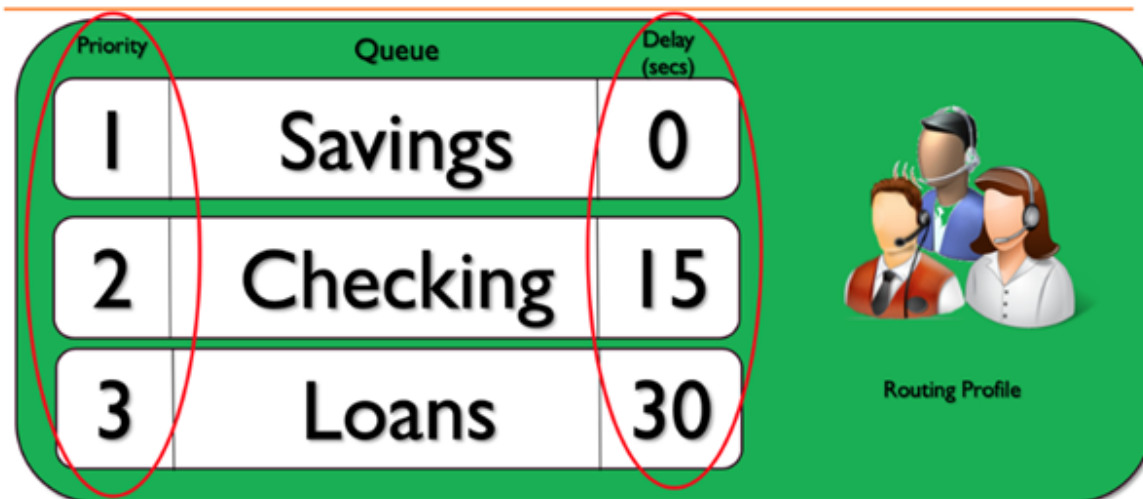 Priority Queue Delay
(secs)
1 Savings 0
2 Checking 15
3 Loans 30
Routing Profile